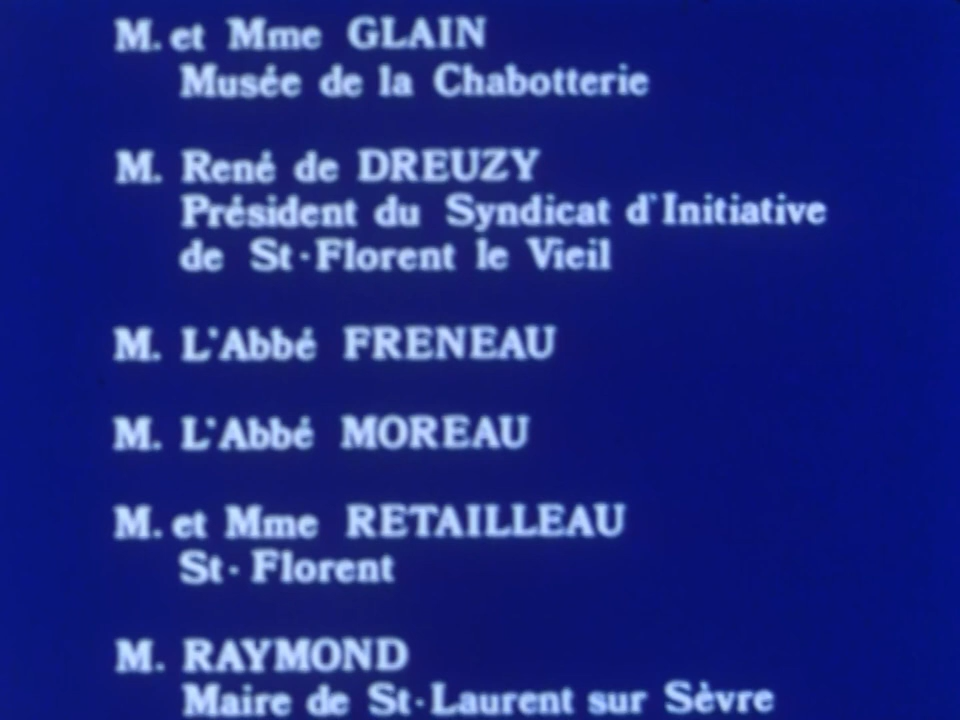 M. et Mme GLAIN
Musée de la Chabotterie
M. René de DREUZY
Président du Syndicat d'Initiative
de St-Florent le Vieil
M. L'Abbé FRENEAU
M. L'Abbé MOREAU
M. et Mme RETAILLEAU
St-Florent
M. RAYMOND
Maire de St-Laurent sur Sèvre